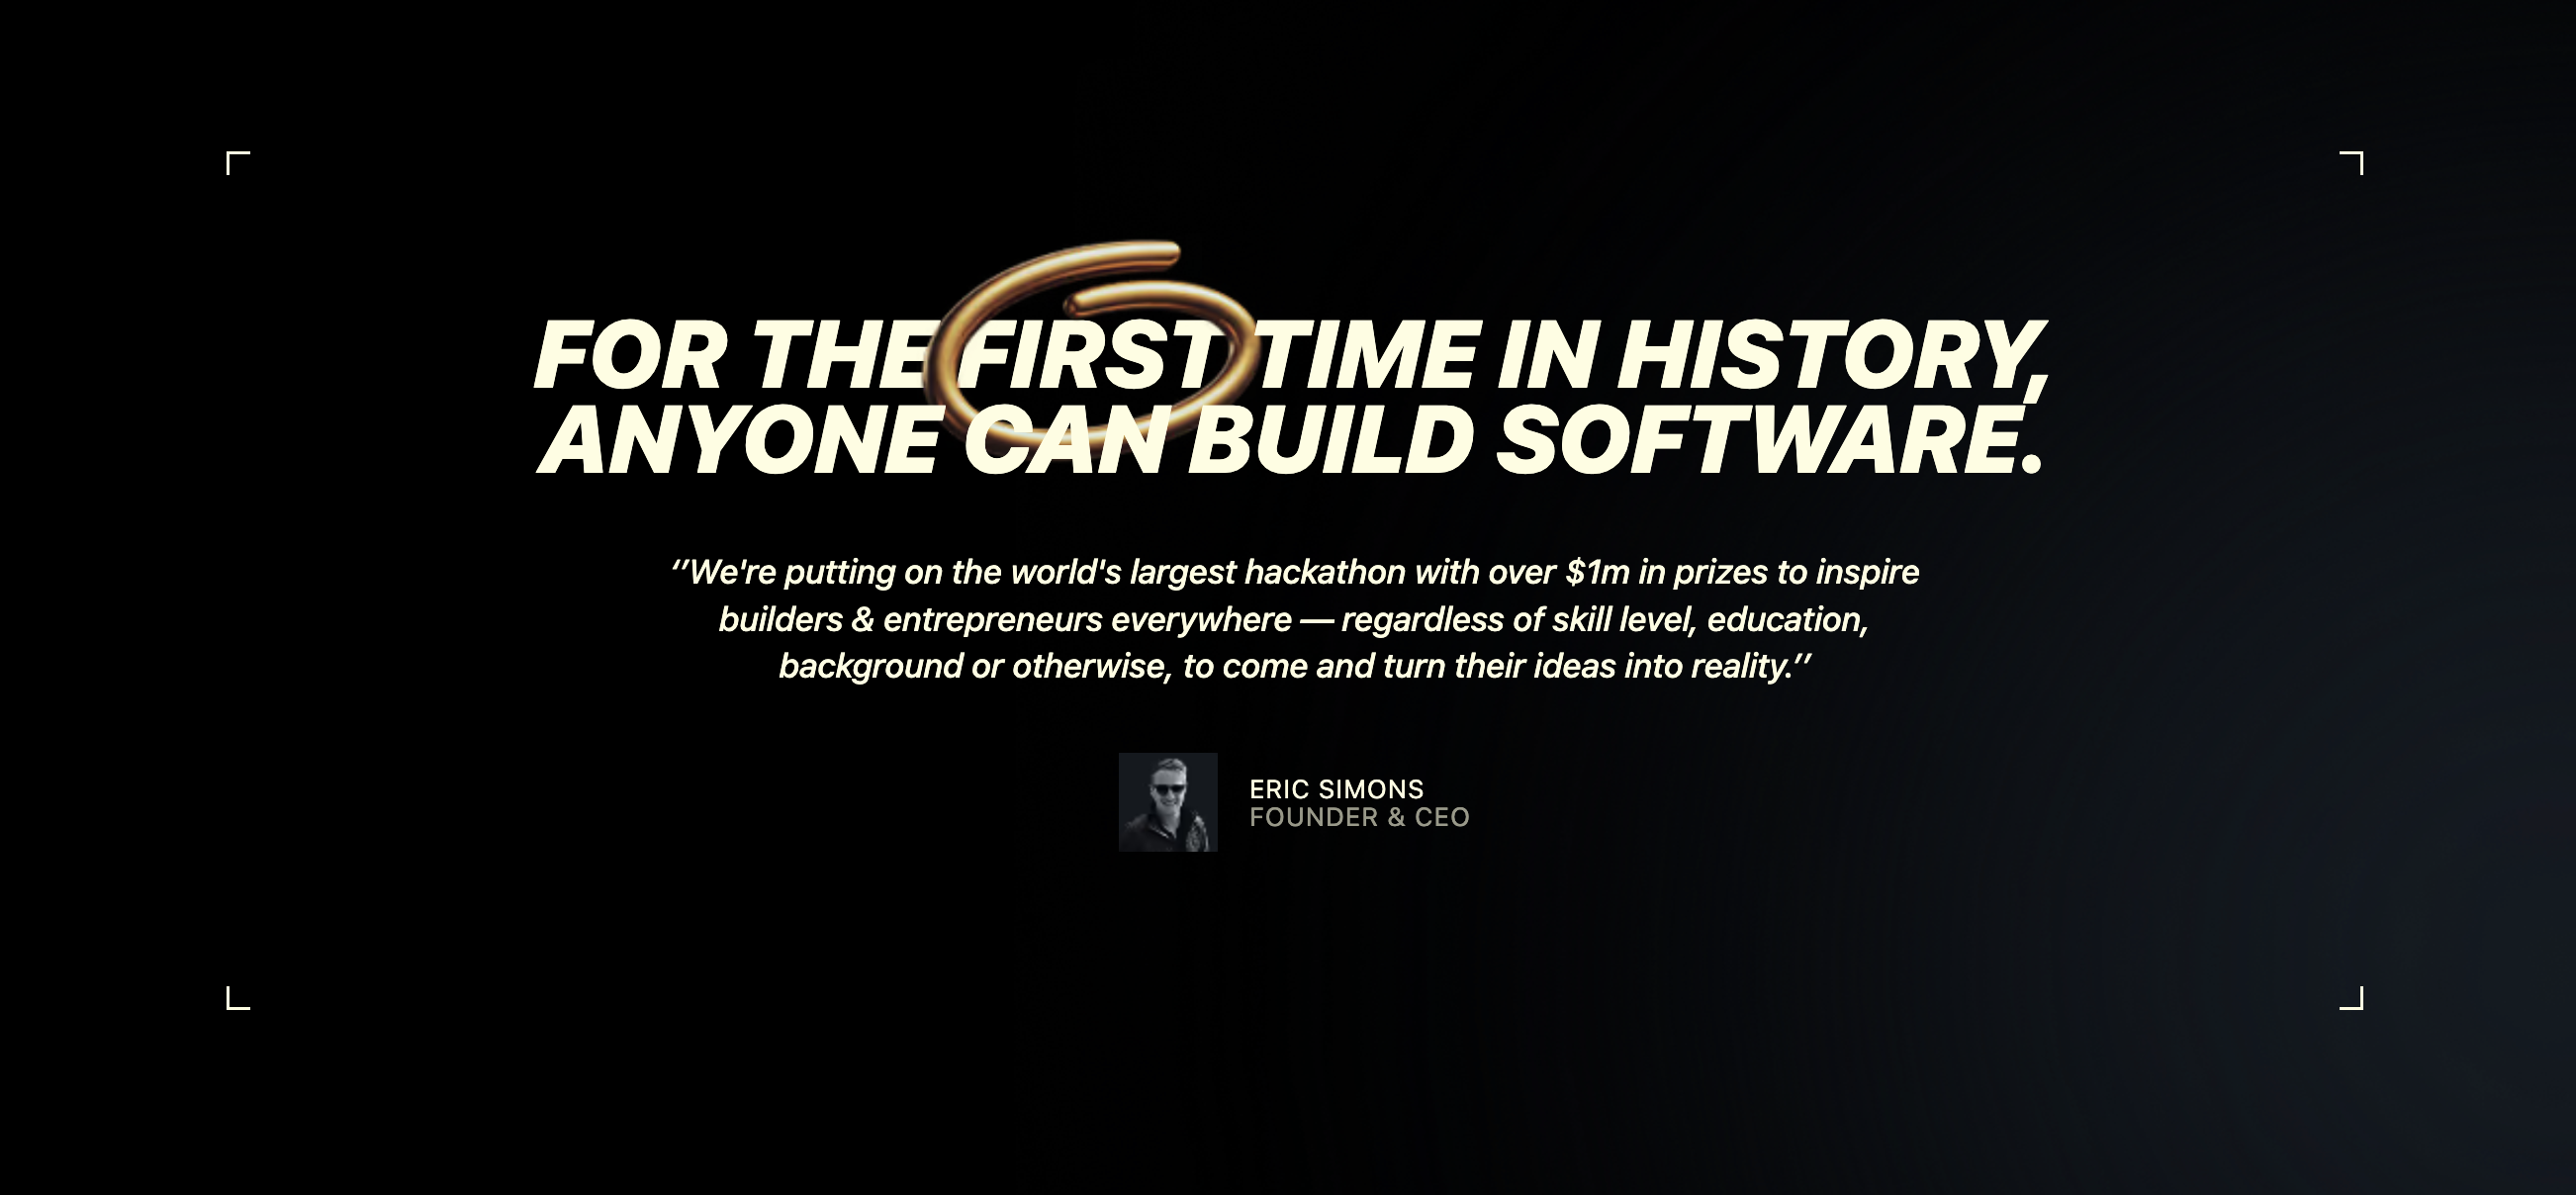 FOR THE FIRST TIME IN HISTORY,
ANYONE CAN BUILD SOFTWARE.
‘‘We're putting on the world's largest hackathon with over $1m in prizes to inspire
builders & entrepreneurs everywhere — regardless of skill level, education,
background or otherwise, to come and turn their ideas into reality.’’
ERIC SIMONS
FOUNDER & CEO